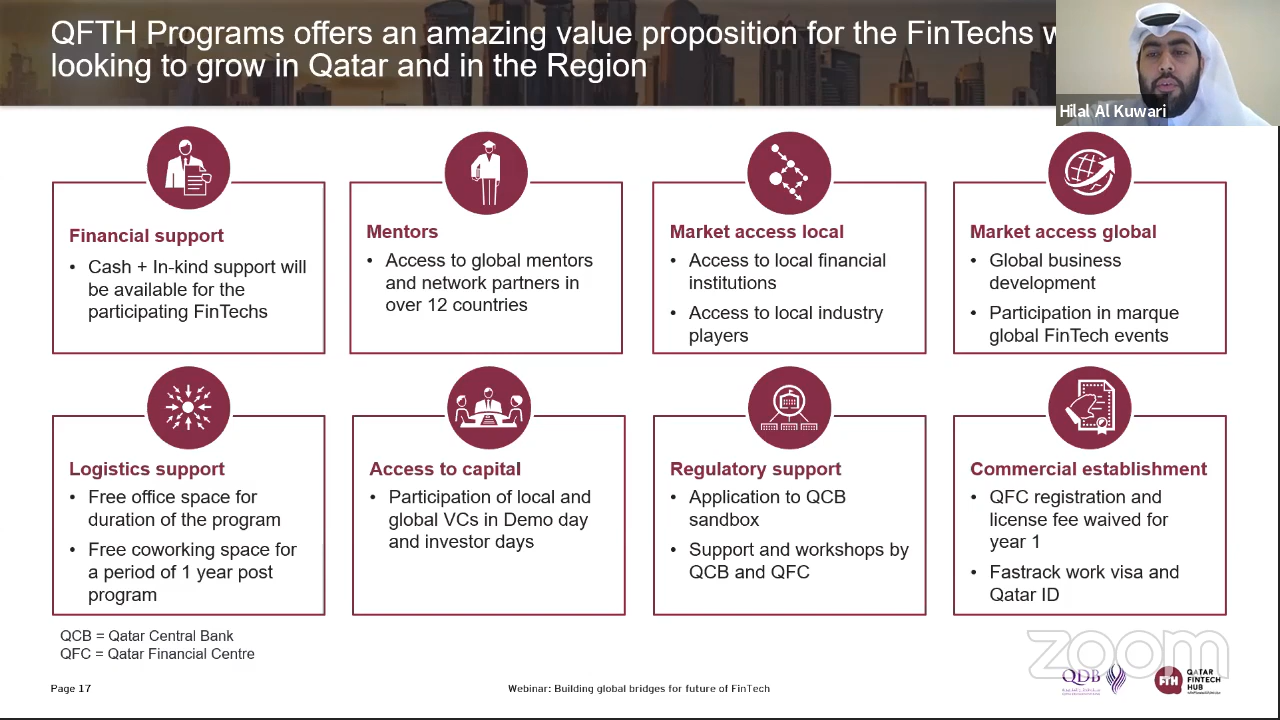 QFTH Programs offers an amazing value proposition for the FinTechs
looking to grow in Qatar and in the Region
Hilal Al Kuwari
Financial support
• Cash + In-kind support will
be available for the
participating FinTechs
Mentors
• Access to global mentors
and network partners in
over 12 countries
Market access local
• Access to local financial
institutions
• Access to local industry
players
Market access global
• Global business
development
• Participation in marque
global FinTech events
Logistics support
• Free office space for
duration of the program
• Free coworking space for
a period of 1 year post
program
Access to capital
• Participation of local and
global VCs in Demo day
and investor days
Regulatory support
• Application to QCB
sandbox
• Support and workshops by
QCB and QFC
Commercial establishment
• QFC registration and
license fee waived for
year 1
• Fastrack work visa and
Qatar ID
QCB = Qatar Central Bank
QFC = Qatar Financial Centre
zoom
Page 17
Webinar: Building global bridges for future of FinTech
QDB
FTH
QATAR
FINTECH
HUB